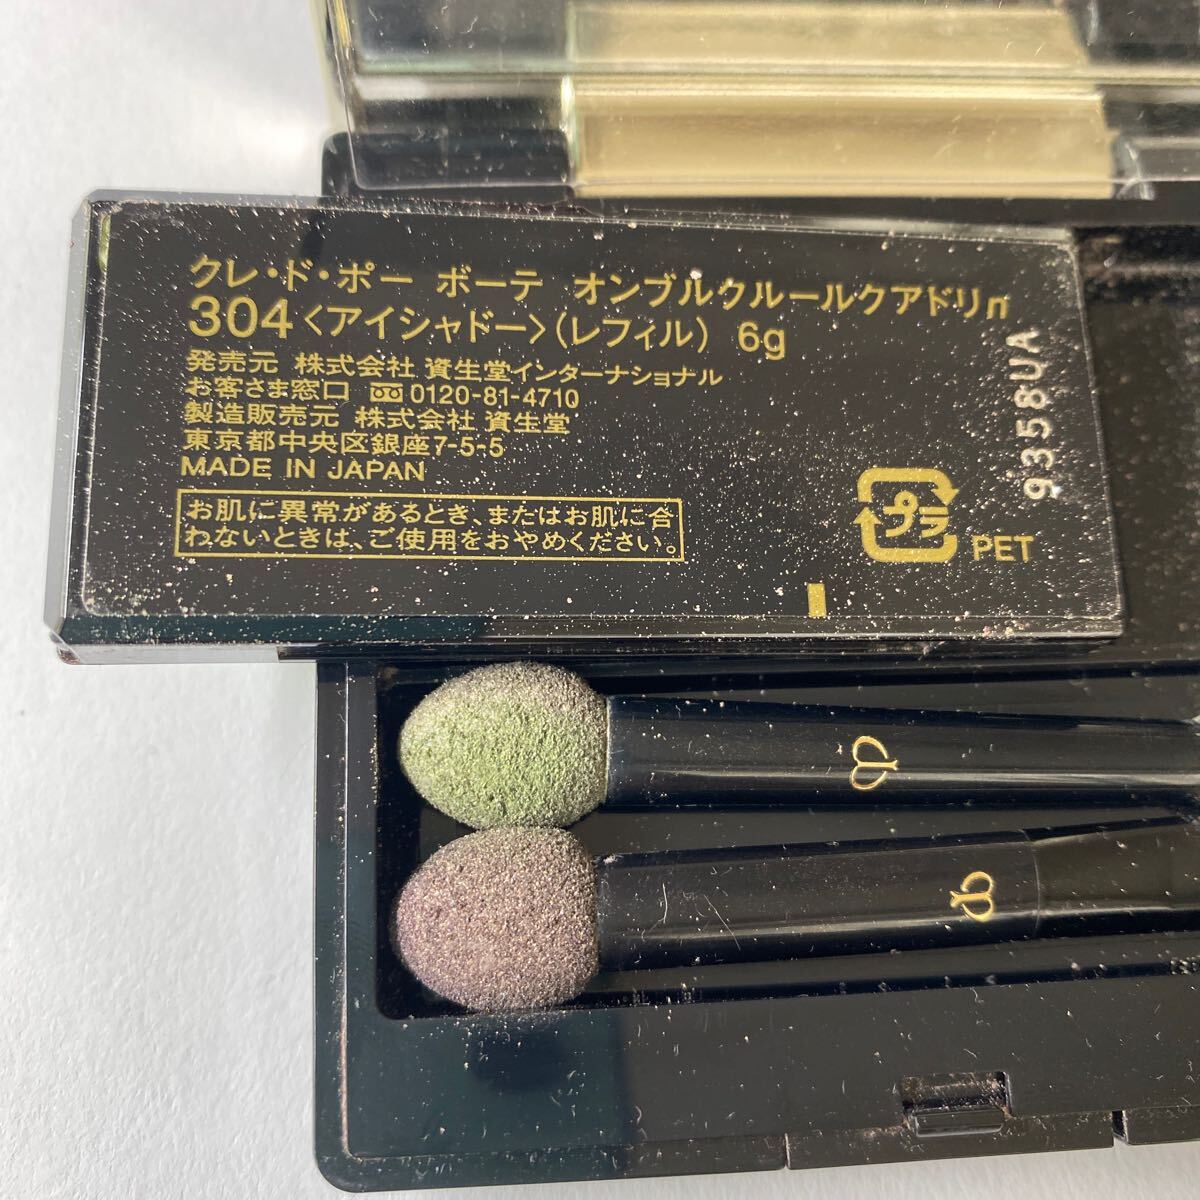 クレ・ド・ポー ボーテ オンブルクルールクアドリn
304〈アイシャドー〉(レフィル) 6g
発売元 株式会社 資生堂インターナショナル
お客さま窓口 0120-81-4710
製造販売元 株式会社 資生堂
東京都中央区銀座7-5-5
MADE IN JAPAN
お肌に異常があるとき、またはお肌に合
わないときは、ご使用をおやめください。
プラ
PET
9358UA